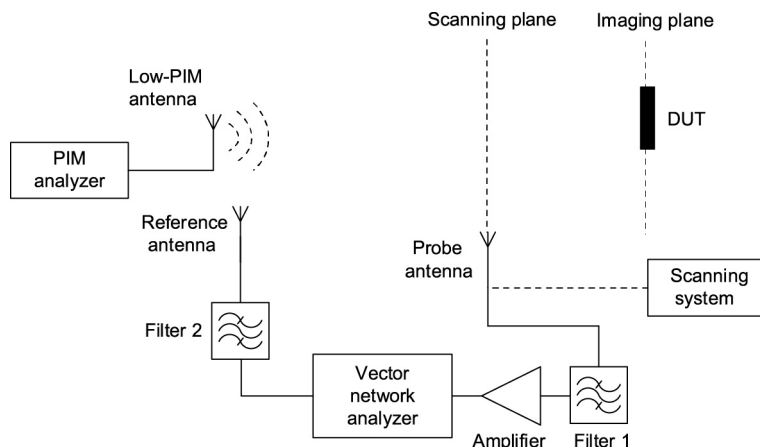 Scanning plane
Imaging plane
Low-PIM
antenna
DUT
PIM
analyzer
Reference
antenna
Probe
antenna
Scanning
system
Filter 2
Vector
network
analyzer
Amplifier
Filter 1